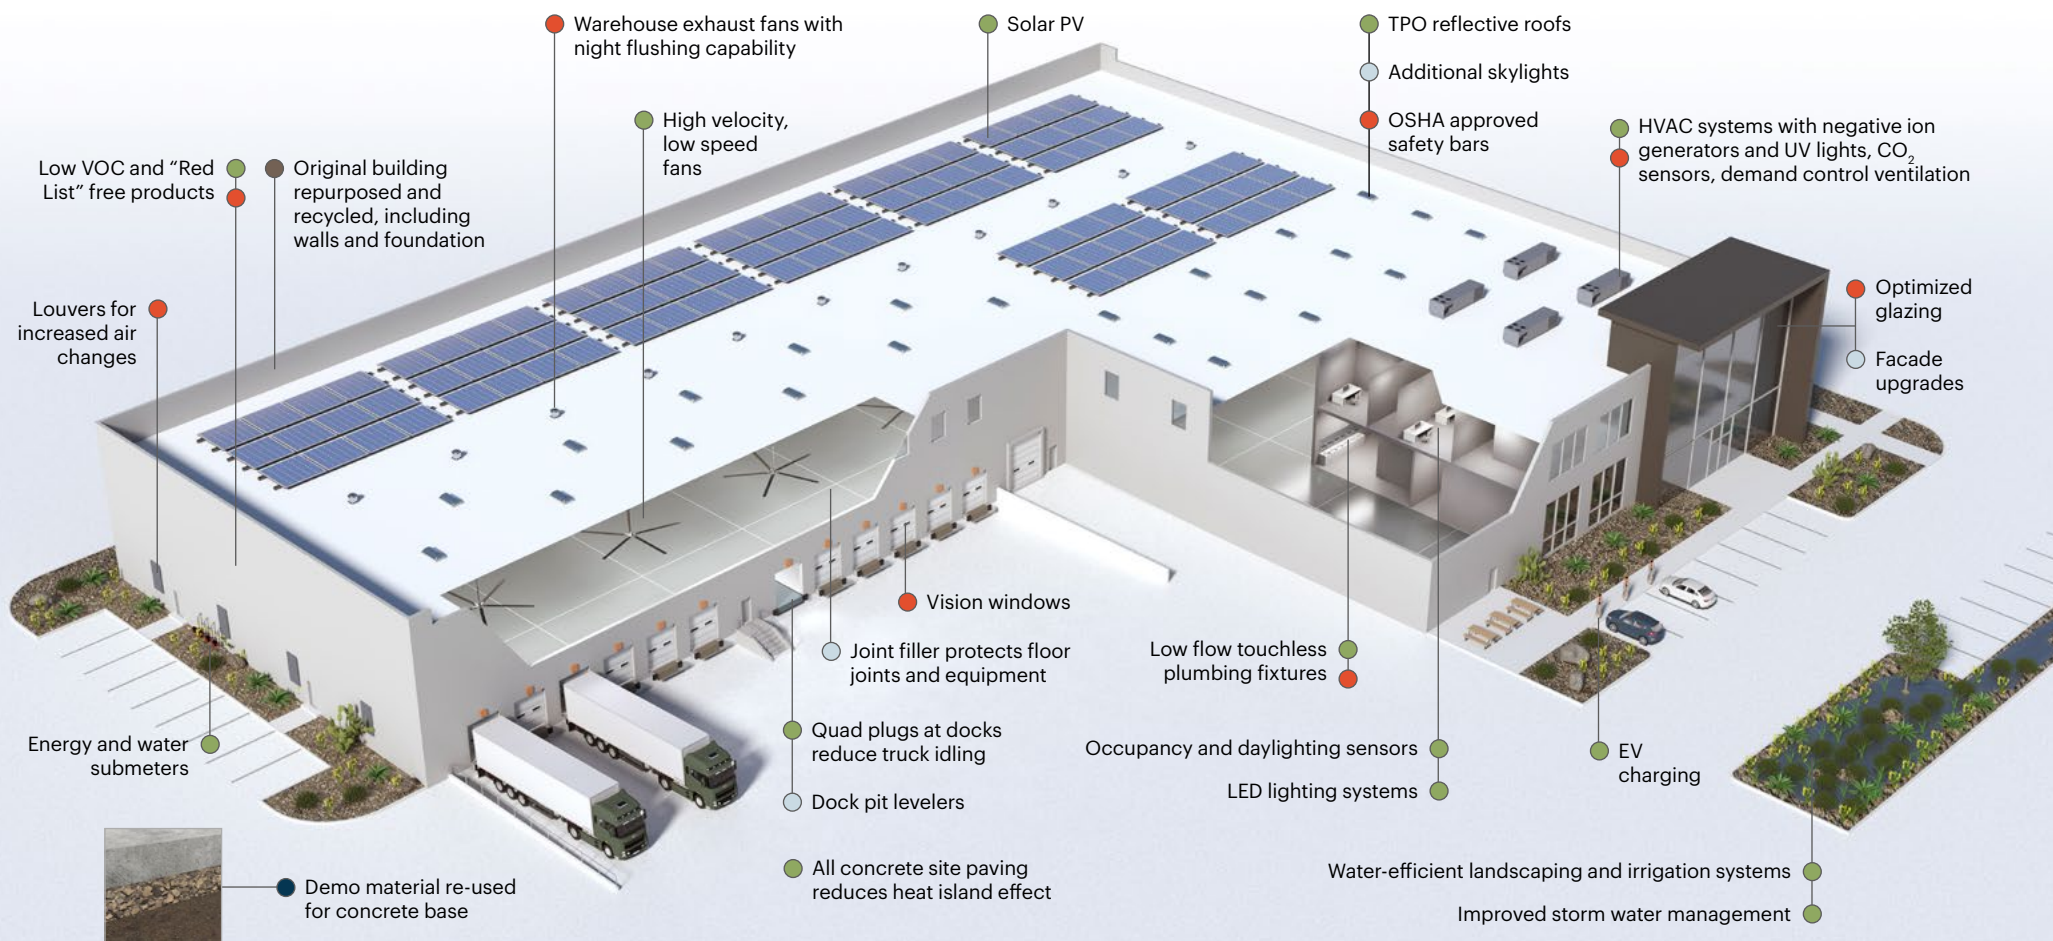 Warehouse exhaust fans with
night flushing capability
Solar PV
TPO reflective roofs
Additional skylights
OSHA approved
safety bars
High velocity,
low speed
fans
HVAC systems with negative ion
generators and UV lights, CO₂
sensors, demand control ventilation
Low VOC and “Red
List” free products
Original building
repurposed and
recycled, including
walls and foundation
Louvers for
increased air
changes
Optimized
glazing
Facade
upgrades
Vision windows
Joint filler protects floor
joints and equipment
Low flow touchless
plumbing fixtures
Energy and water
submeters
Quad plugs at docks
reduce truck idling
Dock pit levelers
Occupancy and daylighting sensors
LED lighting systems
EV
charging
All concrete site paving
reduces heat island effect
Demo material re-used
for concrete base
Water-efficient landscaping and irrigation systems
Improved storm water management